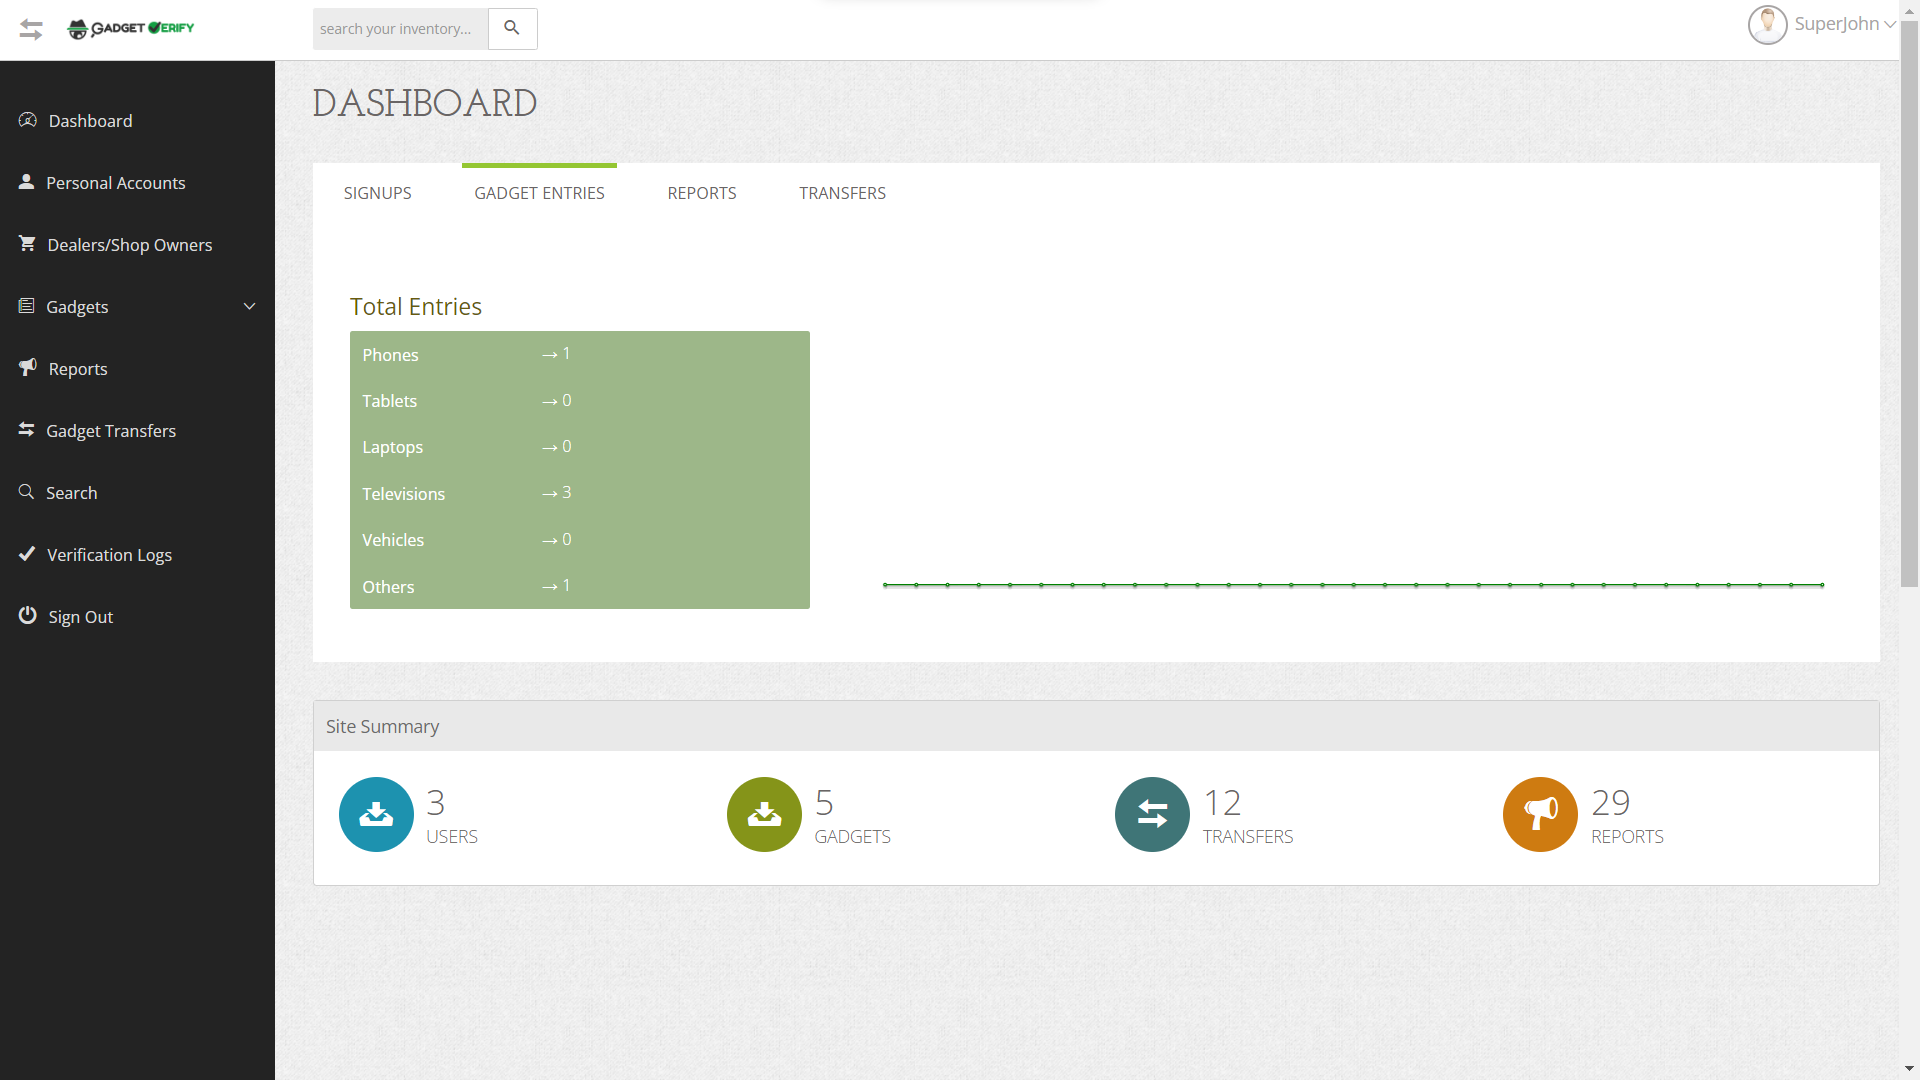 GADGET VERIFY
search your inventory...
SuperJohn
Dashboard
Personal Accounts
Dealers/Shop Owners
Gadgets
Reports
Gadget Transfers
Search
Verification Logs
Sign Out
DASHBOARD
SIGNUPS
GADGET ENTRIES
REPORTS
TRANSFERS
Total Entries
Phones → 1
Tablets → 0
Laptops → 0
Televisions → 3
Vehicles → 0
Others → 1
Site Summary
3
USERS
5
GADGETS
12
TRANSFERS
29
REPORTS